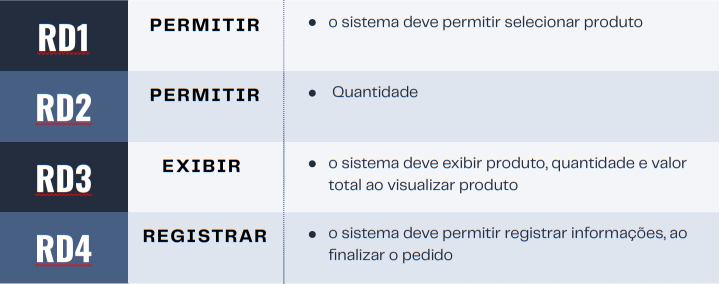 RD1 PERMITIR • o sistema deve permitir selecionar produto
RD2 PERMITIR • Quantidade
RD3 EXIBIR • o sistema deve exibir produto, quantidade e valor
total ao visualizar produto
RD4 REGISTRAR • o sistema deve permitir registrar informações, ao
finalizar o pedido